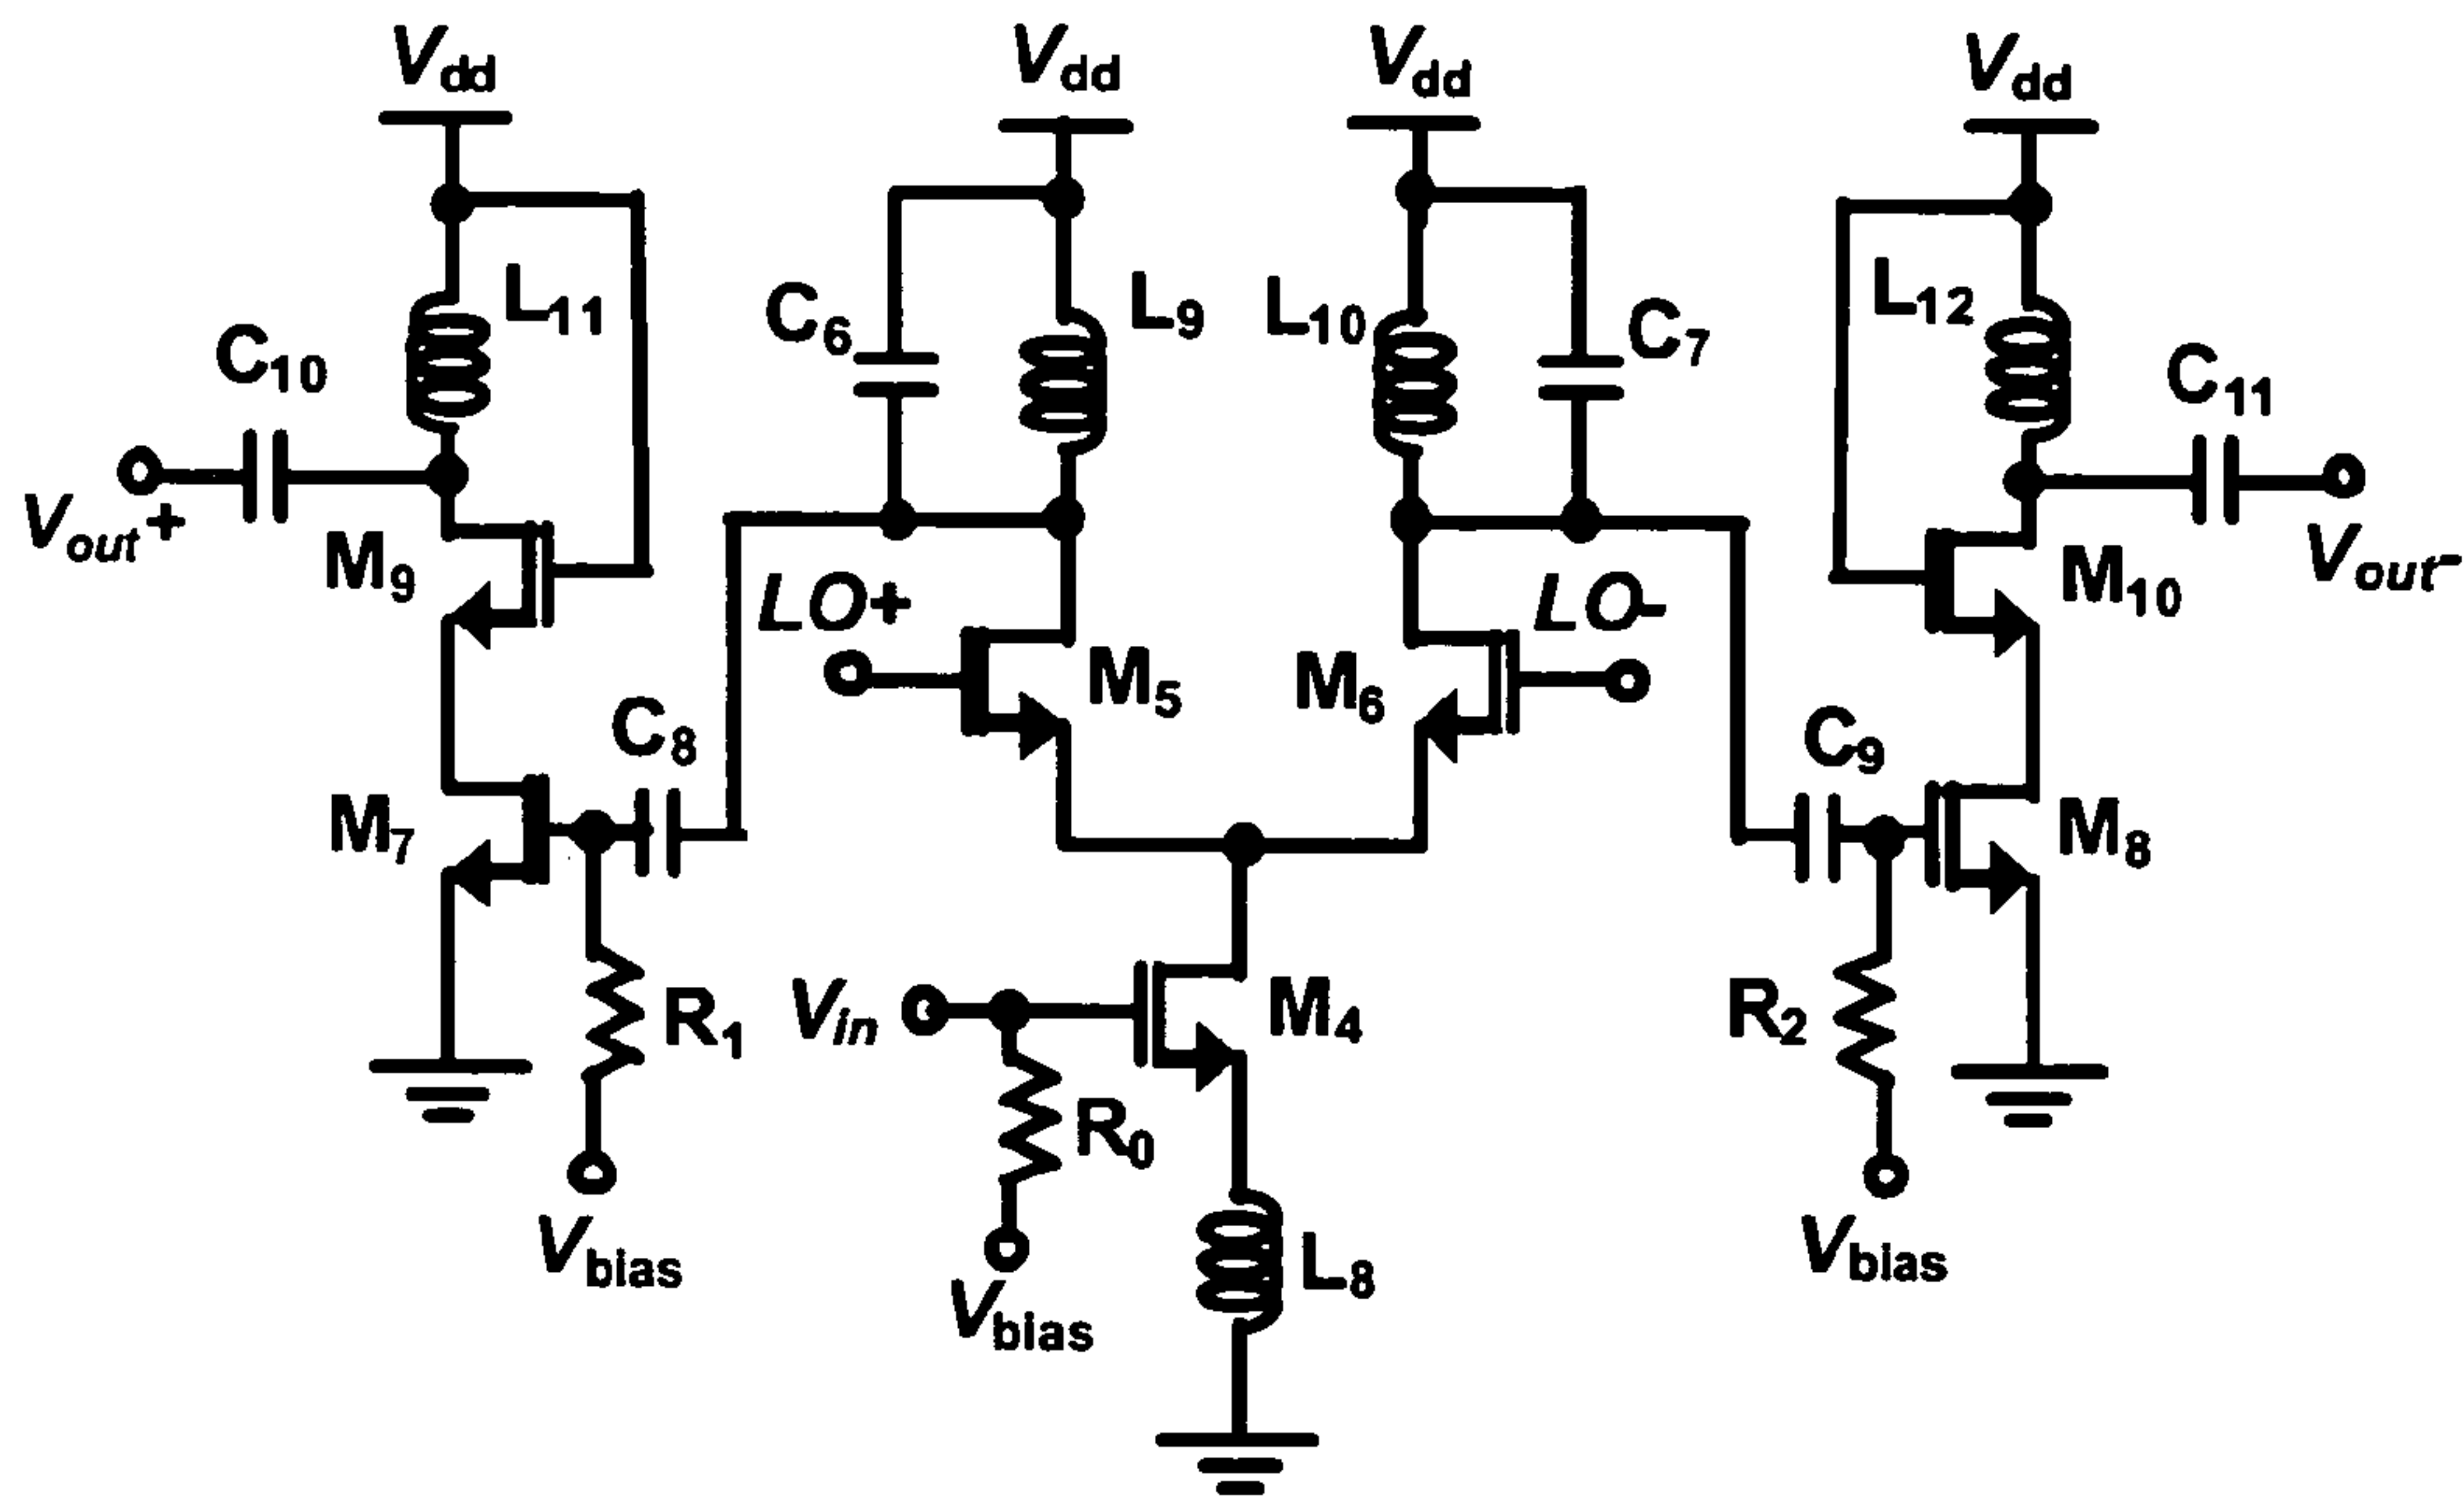 Vdd
Vdd
Vdd
Vdd
L11
C10
C6
L9
L10
C7
L12
C11
Vout+
M9
LO+
LO-
M10
Vout-
M5
M6
C8
C9
M7
M8
Vin
M4
R1
R2
R0
Vbias
Vbias
Vbias
L8